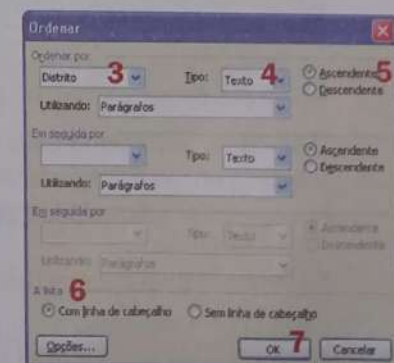 Ordenar
Ordenar por
Distrito 3 Tipo: Texto 4 Ascendente 5
Descendente
Utilizando: Parágrafos
Em seguida por
Tipo: Texto Ascendente
Descendente
Utilizando: Parágrafos
Em seguida por
Tipo: Texto Ascendente
Descendente
Utilizando: Parágrafos
A lista 6
Com linha de cabeçalho Sem linha de cabeçalho
Opções... OK 7 Cancelar